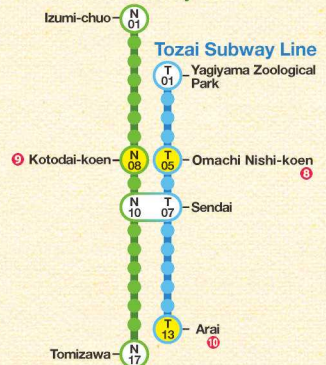 Izumi-chuo
N
01
Tozai Subway Line
T
01
Yagiyama Zoological
Park
9 Kotodai-koen
N
08
T
05
Omachi Nishi-koen
8
N
10
T
07
Sendai
T
13
Arai
10
Tomizawa
N
17